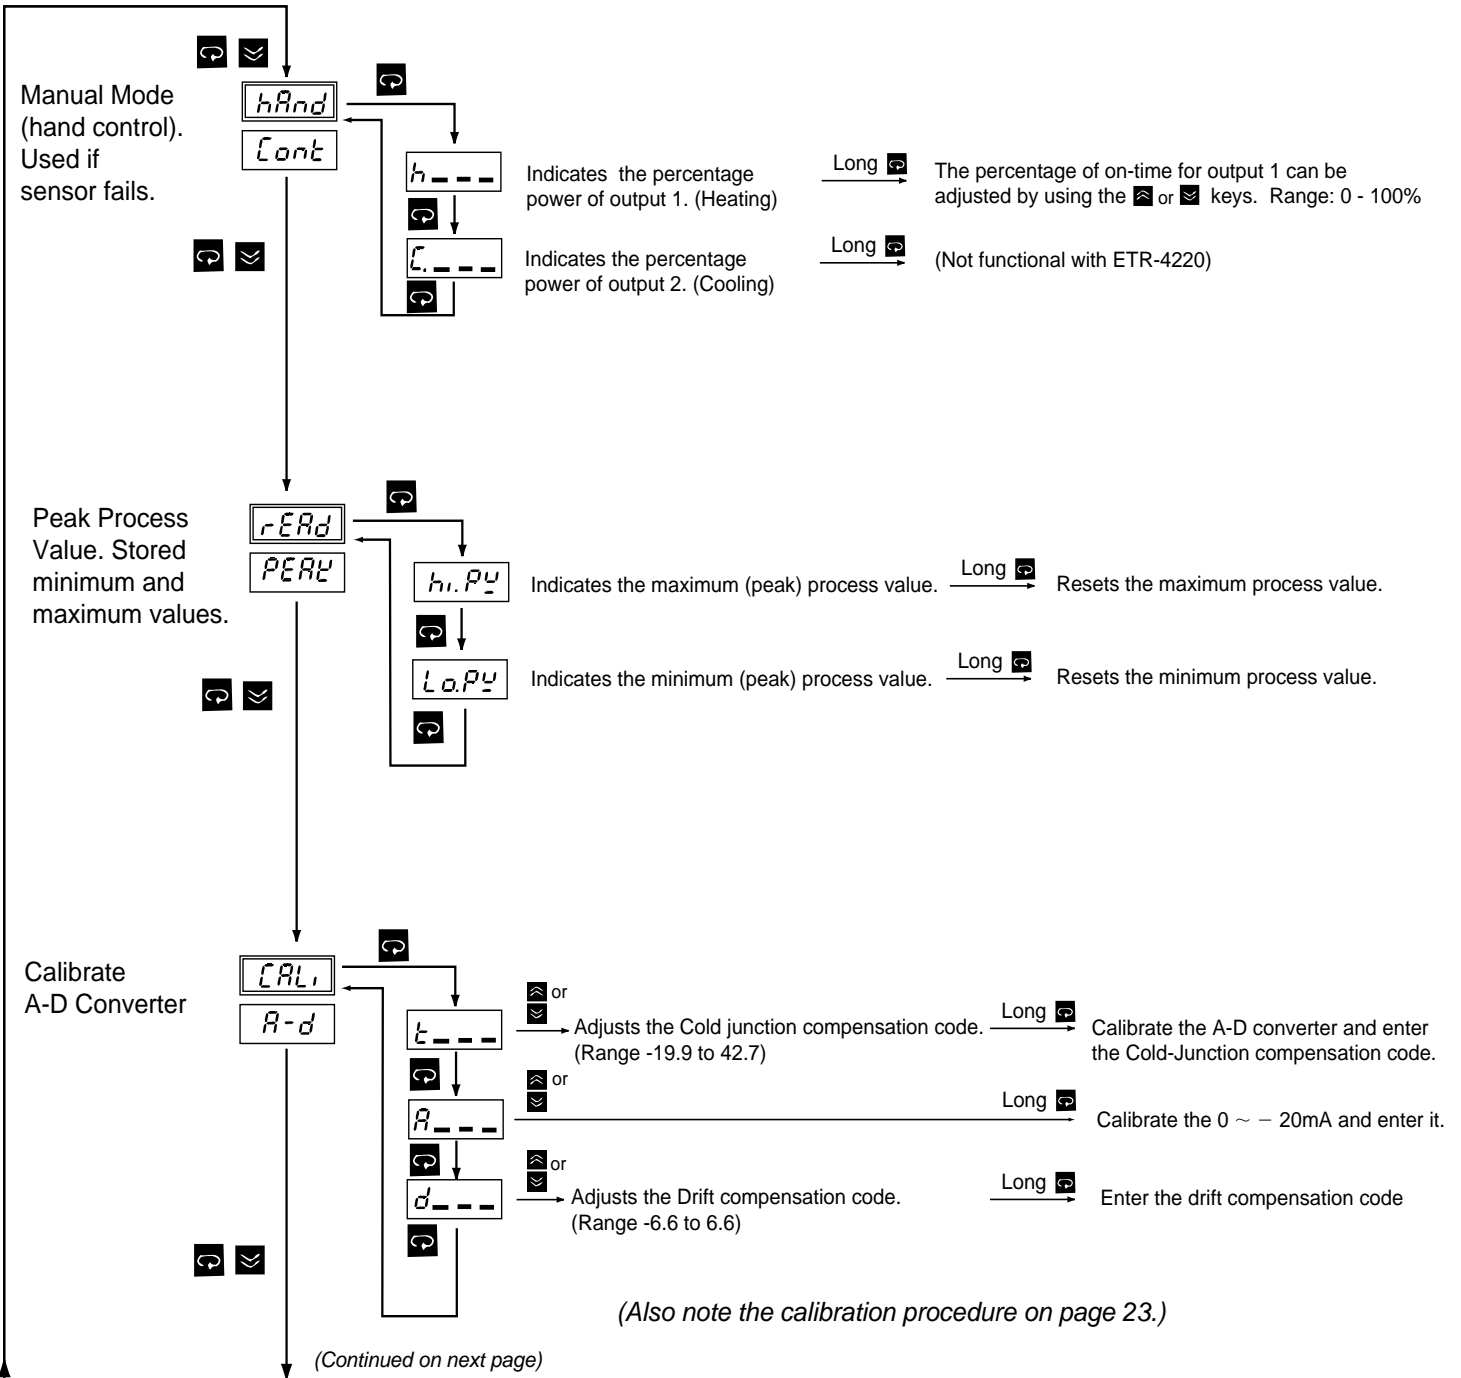 Manual Mode
(hand control).
Used if
sensor fails.
hAnd
Cont
h _ _ _
Indicates  the percentage
power of output 1. (Heating)
Long
The percentage of on-time for output 1 can be
adjusted by using the or keys.  Range: 0 - 100%
C. _ _ _
Indicates the percentage
power of output 2. (Cooling)
Long
(Not functional with ETR-4220)
Peak Process
Value. Stored
minimum and
maximum values.
rEAd
PEAK
hi.PV
Indicates the maximum (peak) process value.
Long
Resets the maximum process value.
Lo.PV
Indicates the minimum (peak) process value.
Long
Resets the minimum process value.
Calibrate
A-D Converter
CALi
A-d
t _ _ _
or
Adjusts the Cold junction compensation code.
(Range -19.9 to 42.7)
Long
Calibrate the A-D converter and enter
the Cold-Junction compensation code.
A _ _ _
or
Long
Calibrate the 0 ~ – 20mA and enter it.
d _ _ _
or
Adjusts the Drift compensation code.
(Range -6.6 to 6.6)
Long
Enter the drift compensation code
(Also note the calibration procedure on page 23.)
(Continued on next page)